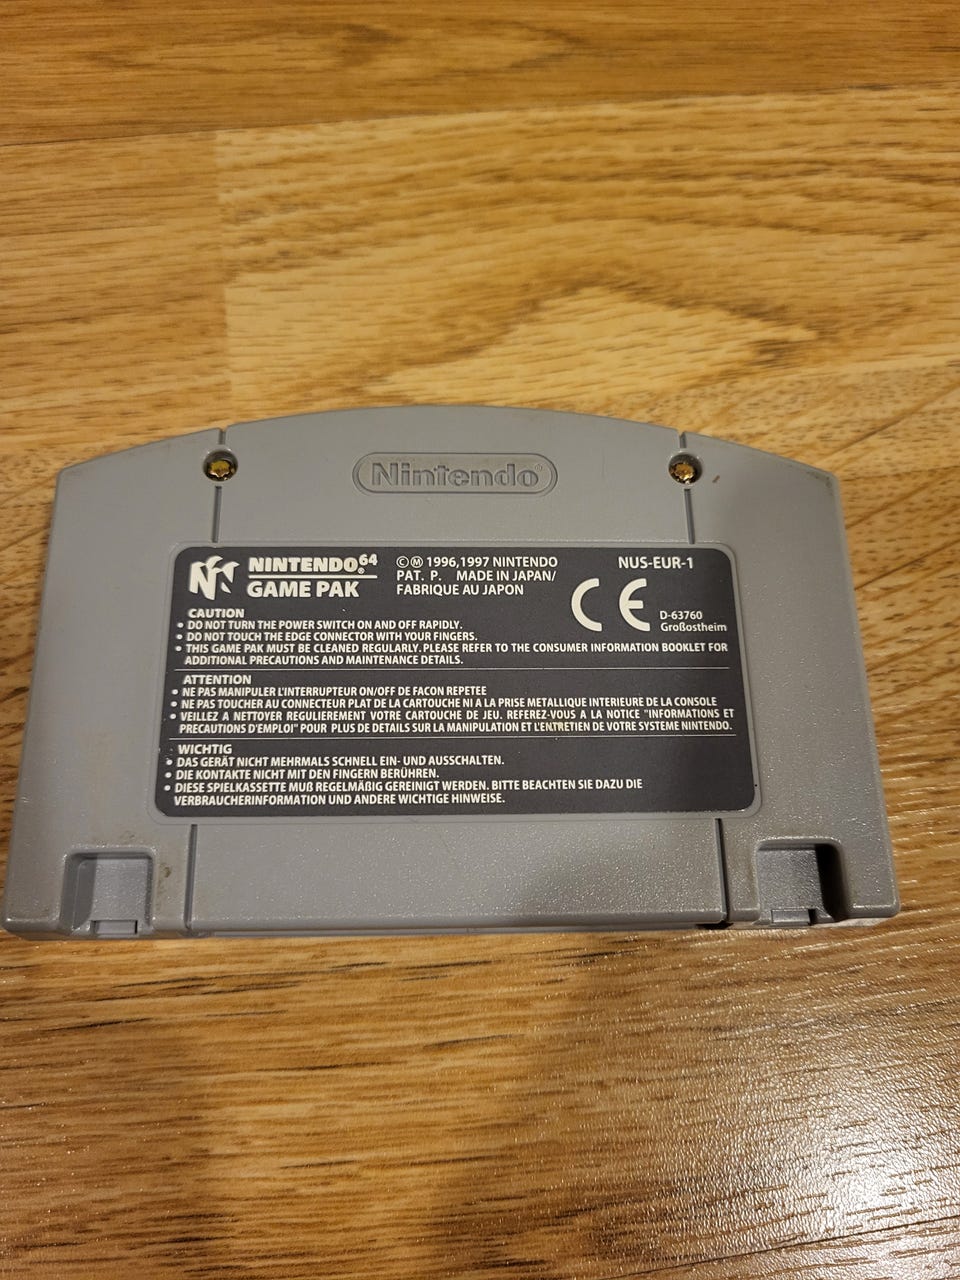 Nintendo®
NINTENDO64®
GAME PAK
©Ⓜ 1996,1997 NINTENDO
PAT. P. MADE IN JAPAN/
FABRIQUE AU JAPON
NUS-EUR-1
CE
D-63760
Großostheim
CAUTION
• DO NOT TURN THE POWER SWITCH ON AND OFF RAPIDLY.
• DO NOT TOUCH THE EDGE CONNECTOR WITH YOUR FINGERS.
• THIS GAME PAK MUST BE CLEANED REGULARLY. PLEASE REFER TO THE CONSUMER INFORMATION BOOKLET FOR
ADDITIONAL PRECAUTIONS AND MAINTENANCE DETAILS.
ATTENTION
• NE PAS MANIPULER L'INTERRUPTEUR ON/OFF DE FACON REPETEE
• NE PAS TOUCHER AU CONNECTEUR PLAT DE LA CARTOUCHE NI A LA PRISE METALLIQUE INTERIEURE DE LA CONSOLE
• VEILLEZ A NETTOYER REGULIEREMENT VOTRE CARTOUCHE DE JEU. REFEREZ-VOUS A LA NOTICE "INFORMATIONS ET
PRECAUTIONS D'EMPLOI" POUR PLUS DE DETAILS SUR LA MANIPULATION ET L'ENTRETIEN DE VOTRE SYSTEME NINTENDO.
WICHTIG
• DAS GERÄT NICHT MEHRMALS SCHNELL EIN- UND AUSSCHALTEN.
• DIE KONTAKTE NICHT MIT DEN FINGERN BERÜHREN.
• DIESE SPIELKASSETTE MUß REGELMÄßIG GEREINIGT WERDEN. BITTE BEACHTEN SIE DAZU DIE
VERBRAUCHERINFORMATION UND ANDERE WICHTIGE HINWEISE.